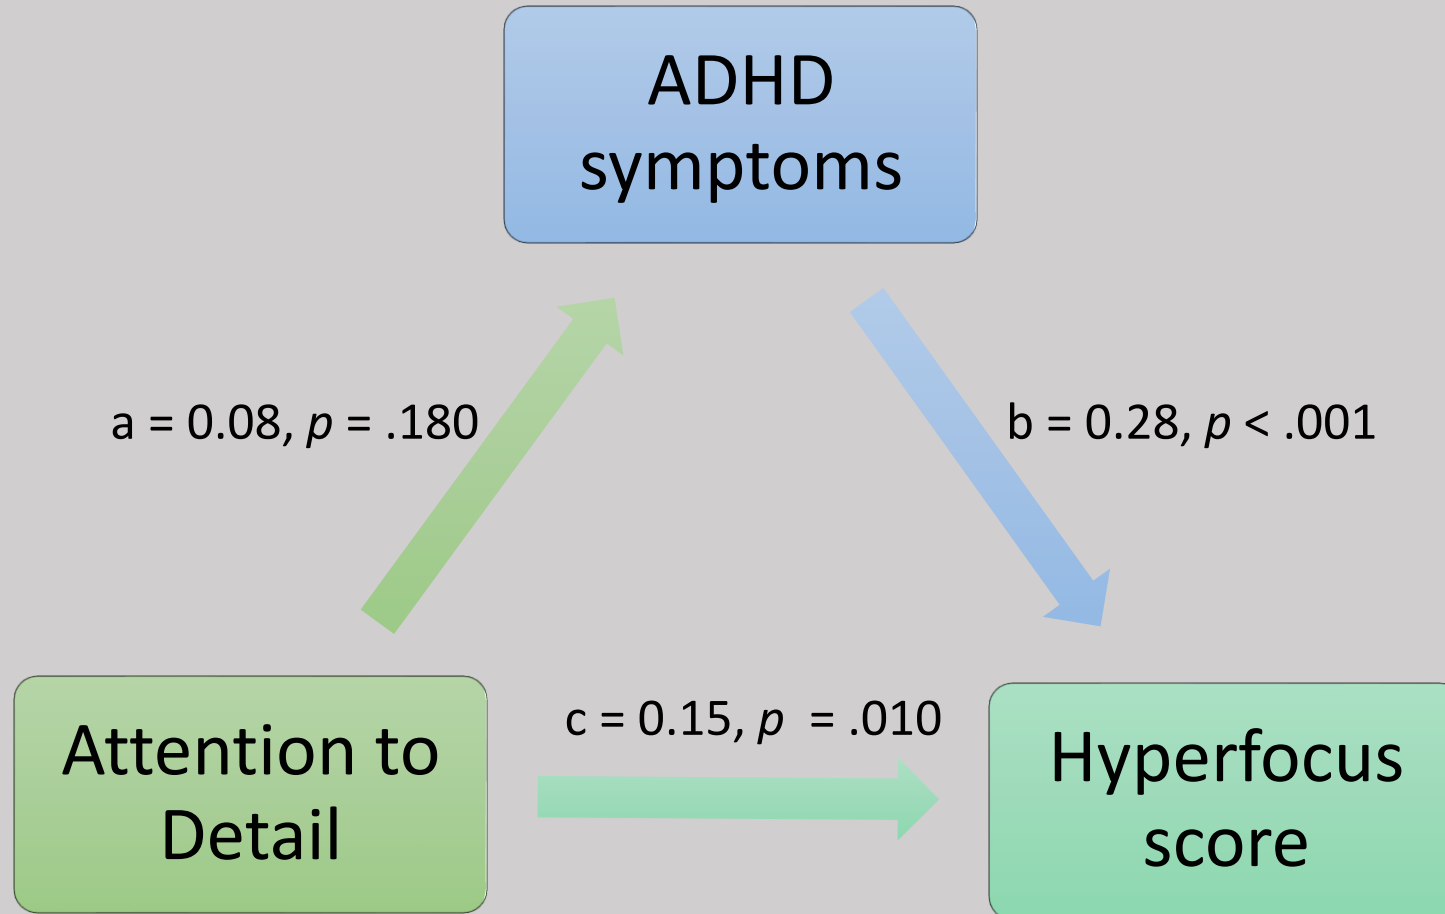 ADHD
symptoms
a = 0.08, p = .180
b = 0.28, p < .001
c = 0.15, p  = .010
Attention to
Detail
Hyperfocus
score